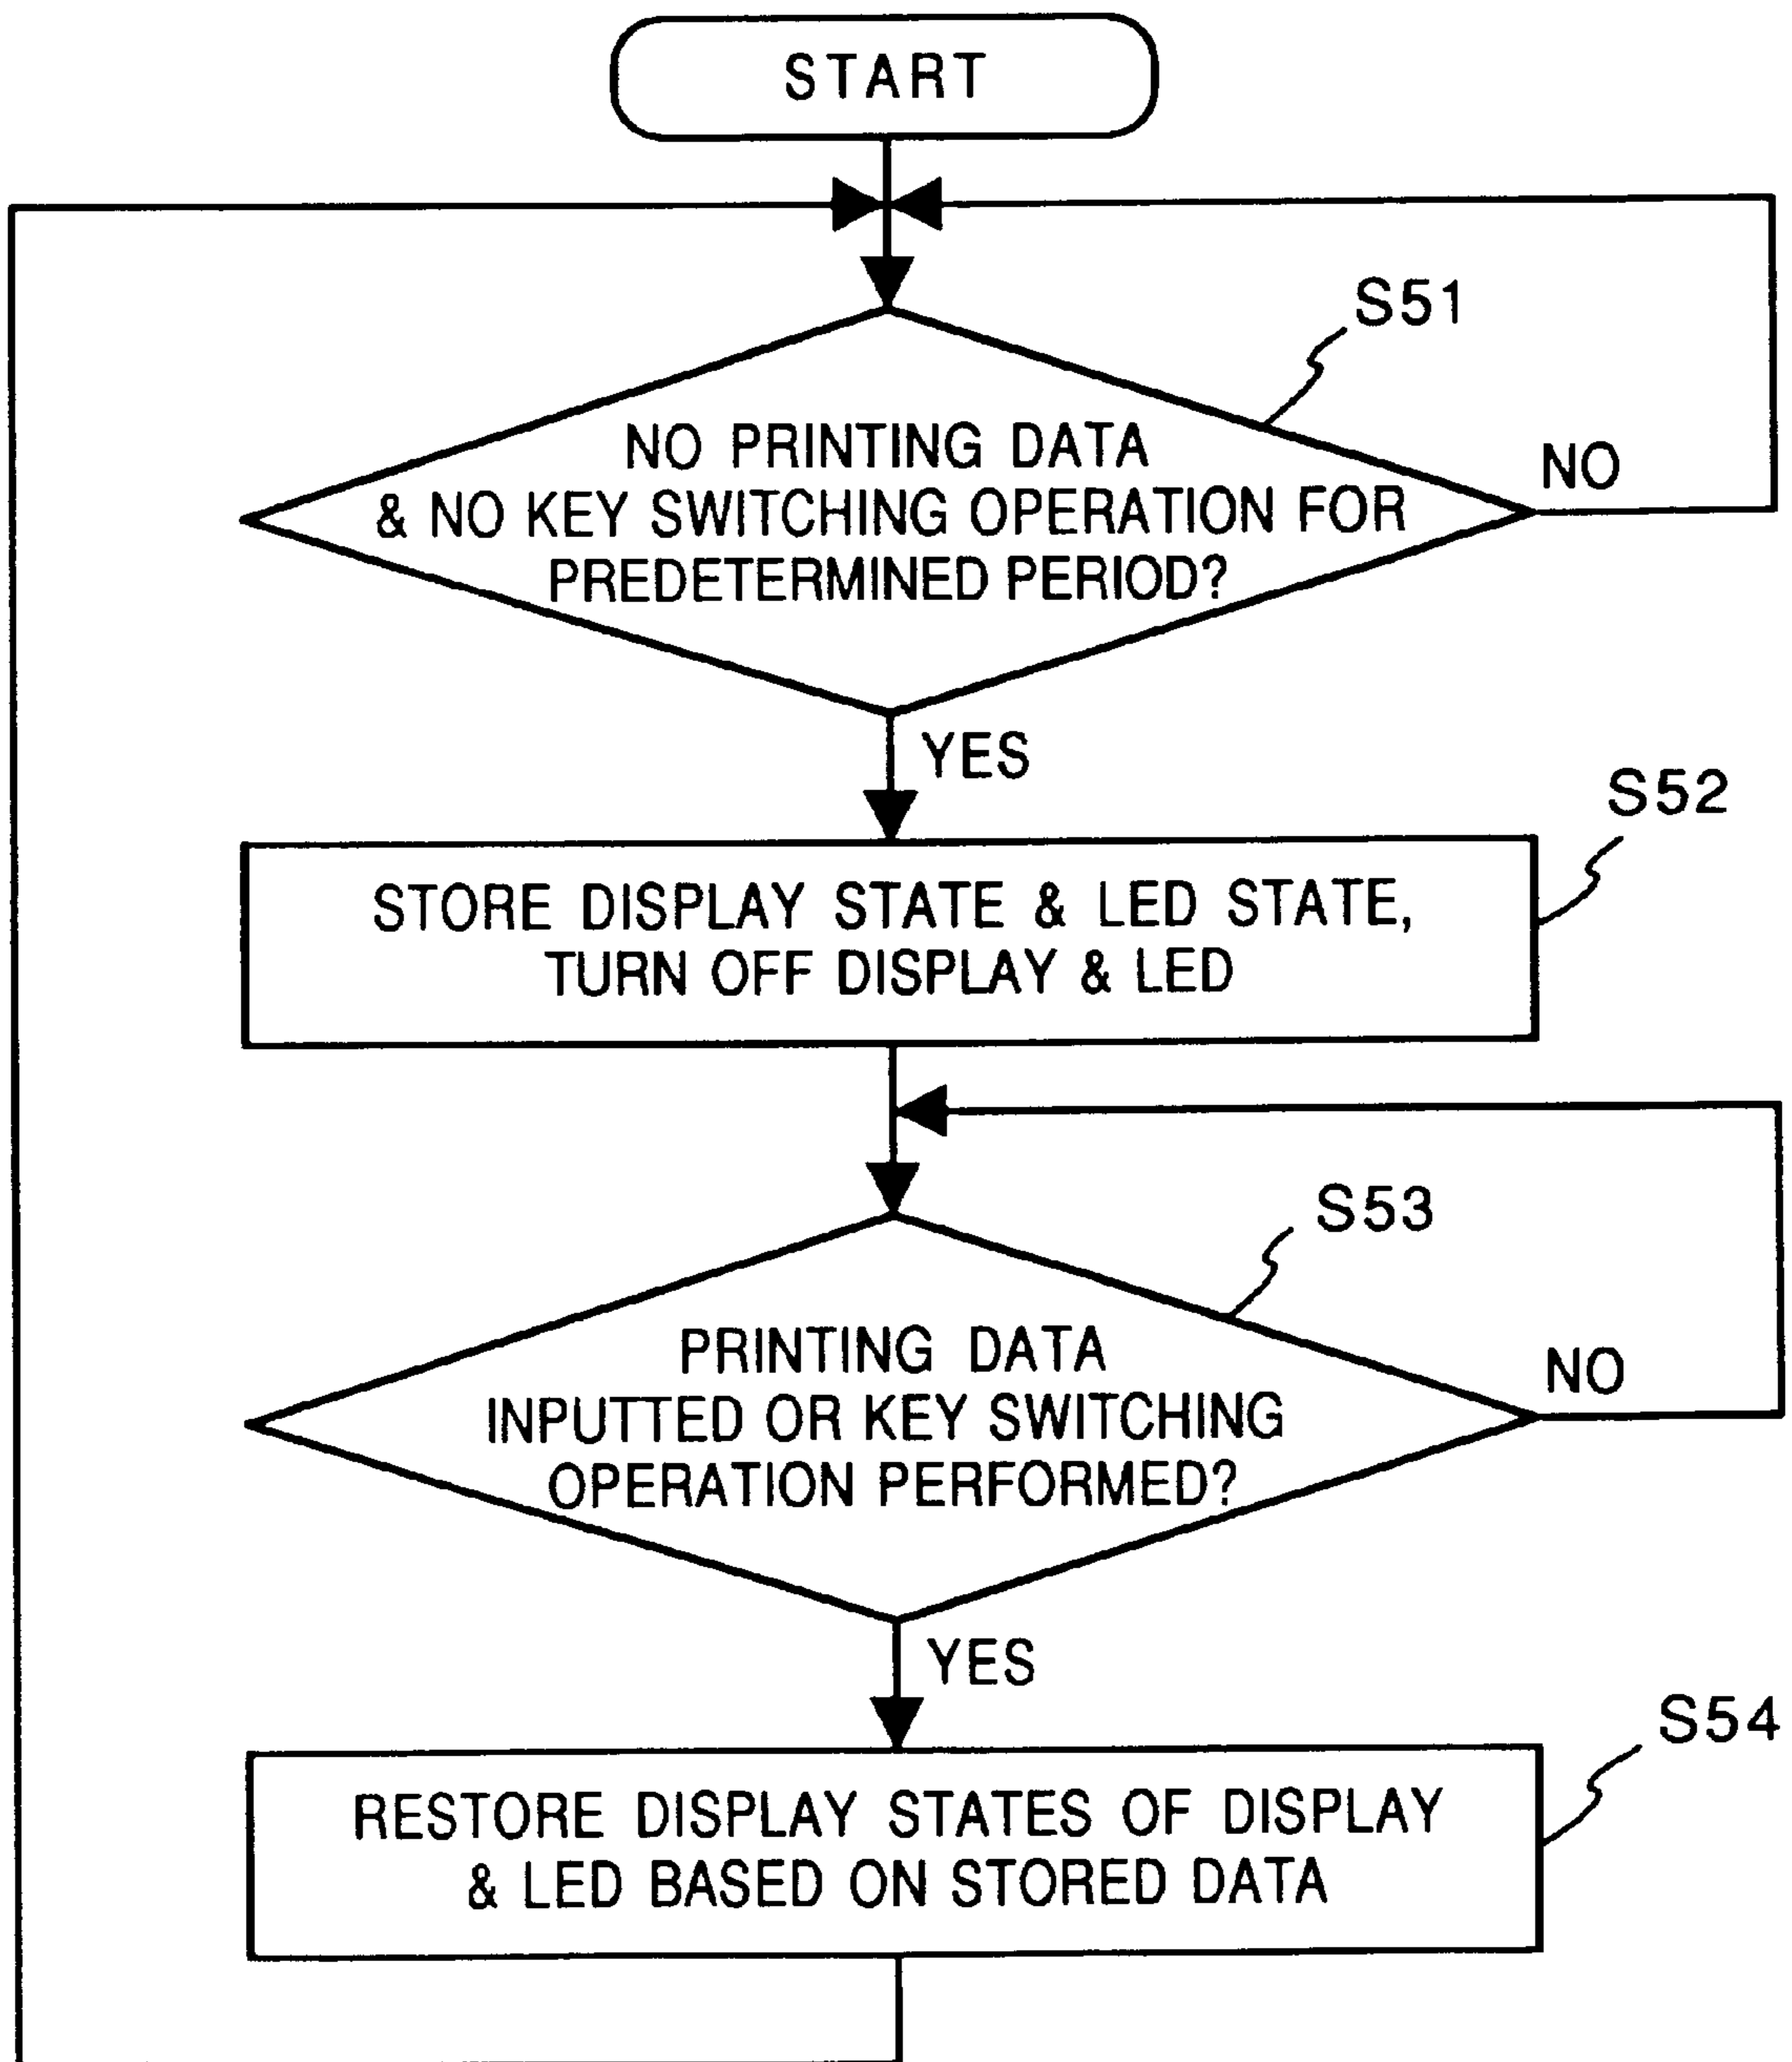 START
S51
NO PRINTING DATA
& NO KEY SWITCHING OPERATION FOR
PREDETERMINED PERIOD?
NO
YES
S52
STORE DISPLAY STATE & LED STATE,
TURN OFF DISPLAY & LED
S53
PRINTING DATA
INPUTTED OR KEY SWITCHING
OPERATION PERFORMED?
NO
YES
S54
RESTORE DISPLAY STATES OF DISPLAY
& LED BASED ON STORED DATA